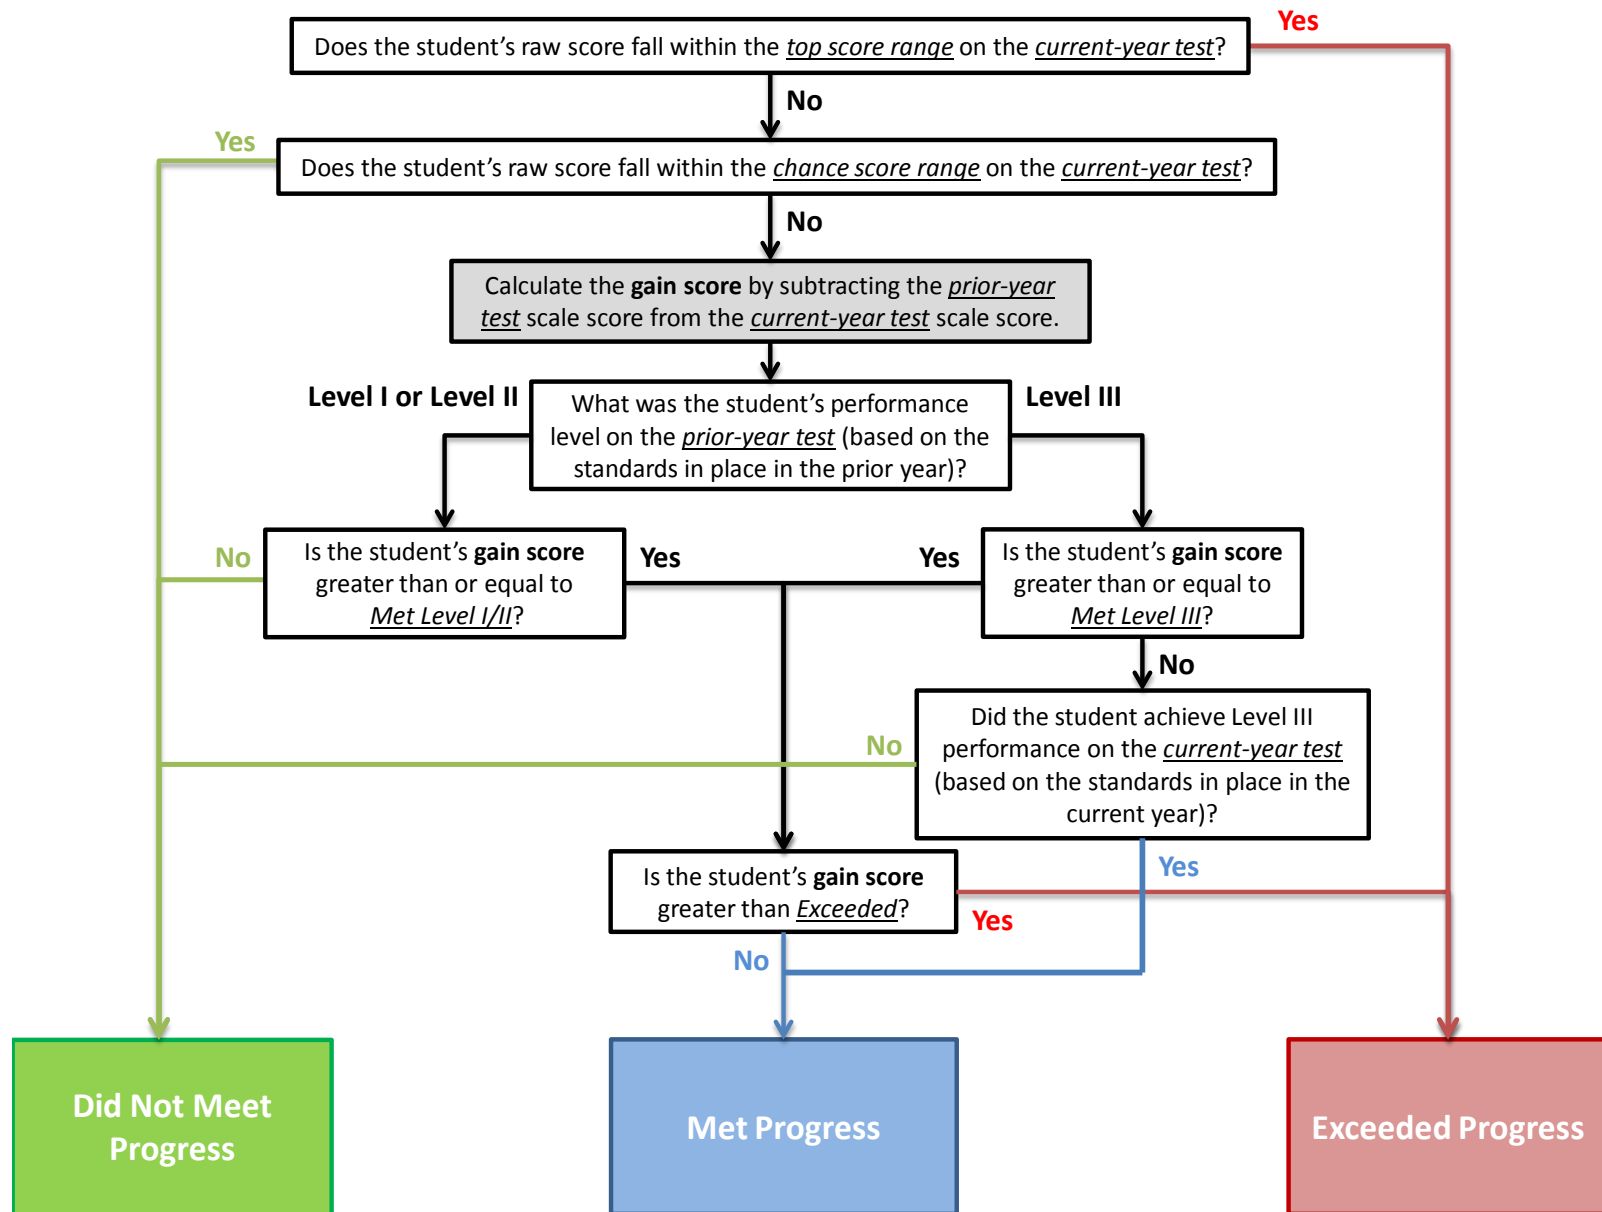 Yes
Does the student’s raw score fall within the top score range on the current-year test?
No
Yes
Does the student’s raw score fall within the chance score range on the current-year test?
No
Calculate the gain score by subtracting the prior-year
test scale score from the current-year test scale score.
Level I or Level II
Level III
What was the student’s performance
level on the prior-year test (based on the
standards in place in the prior year)?
No
Is the student’s gain score
greater than or equal to
Met Level I/II?
Yes
Yes
Is the student’s gain score
greater than or equal to
Met Level III?
No
Did the student achieve Level III
performance on the current-year test
(based on the standards in place in the
current year)?
No
Yes
Is the student’s gain score
greater than Exceeded?
Yes
No
Did Not Meet
Progress
Met Progress
Exceeded Progress